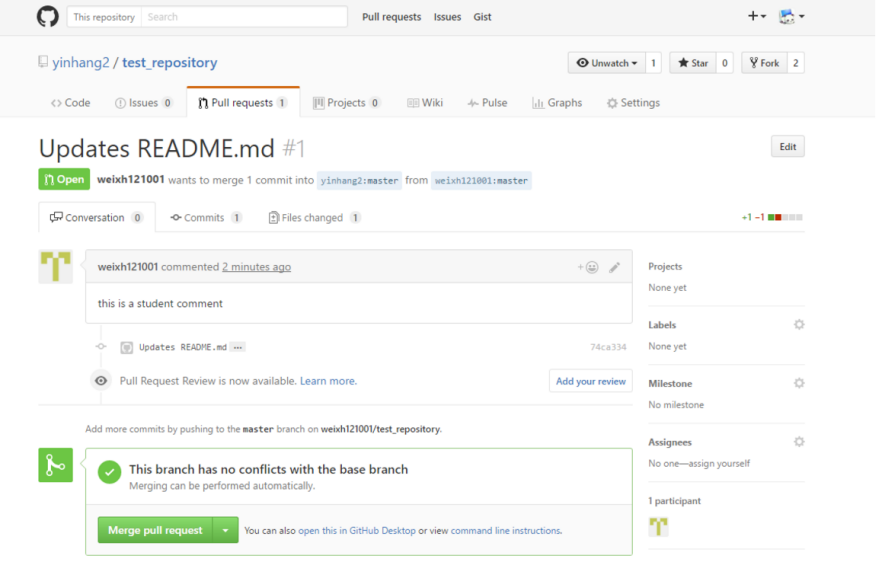 This repository Search Pull requests Issues Gist
yinhang2 / test_repository Unwatch 1 Star 0 Fork 2
Code Issues 0 Pull requests 1 Projects 0 Wiki Pulse Graphs Settings
Updates README.md #1 Edit
Open weixh121001 wants to merge 1 commit into yinhang2:master from weixh121001:master
Conversation 0 Commits 1 Files changed 1 +1 −1
weixh121001 commented 2 minutes ago
this is a student comment
Updates README.md ... 74ca334
Pull Request Review is now available. Learn more. Add your review
Add more commits by pushing to the master branch on weixh121001/test_repository.
This branch has no conflicts with the base branch
Merging can be performed automatically.
Merge pull request You can also open this in GitHub Desktop or view command line instructions.
Projects
None yet
Labels
None yet
Milestone
No milestone
Assignees
No one—assign yourself
1 participant